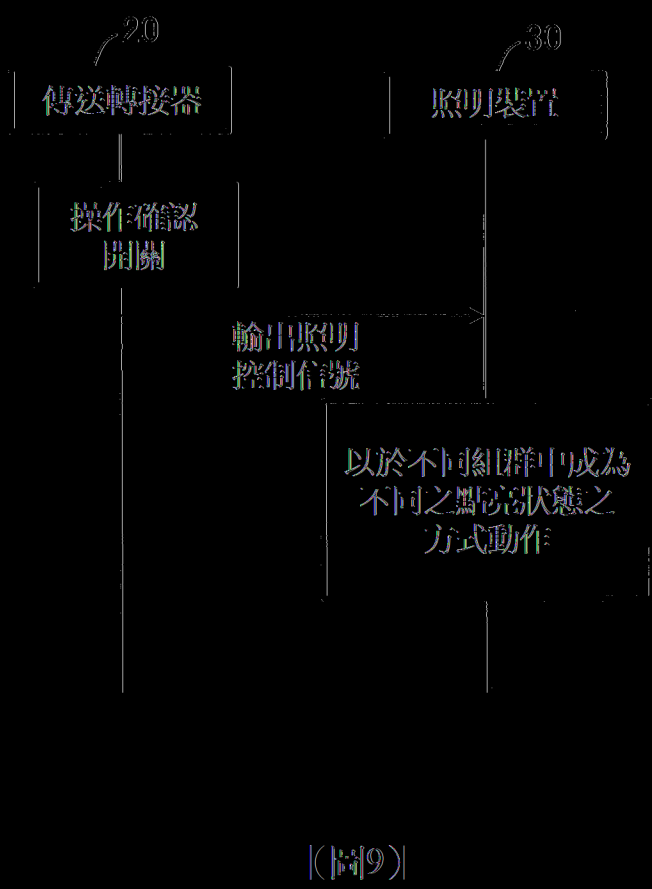 20
30
傳送轉接器
照明裝置
操作確認
開關
輸出照明
控制信號
以於不同組群中成為
不同之點亮狀態之
方式動作
(圖9)